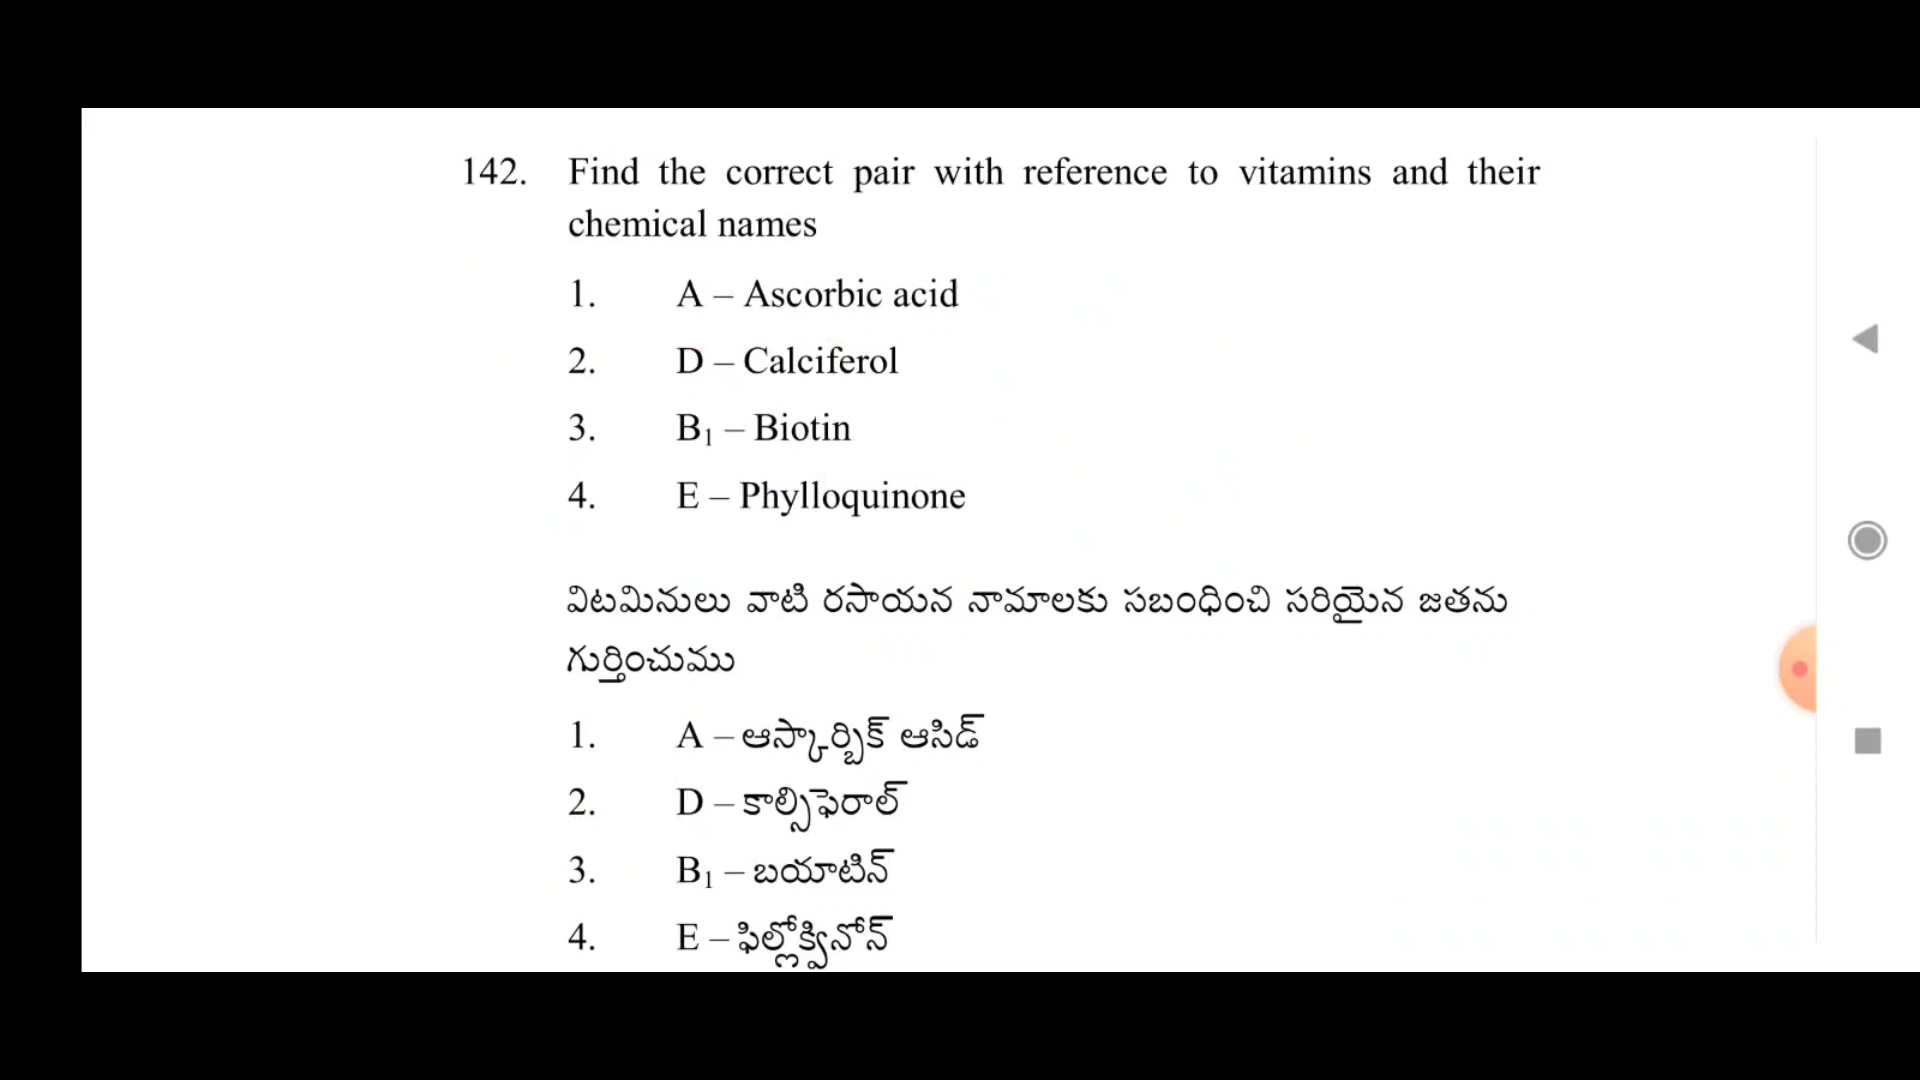 142. Find the correct pair with reference to vitamins and their
chemical names
1. A – Ascorbic acid
2. D – Calciferol
3. B₁ – Biotin
4. E – Phylloquinone
విటమినులు వాటి రసాయన నామాలకు సబంధించి సరియైన జతను
గుర్తించుము
1. A – ఆస్కార్బిక్ ఆసిడ్
2. D – కాల్సిఫెరాల్
3. B₁ – బయాటిన్
4. E – ఫిల్లోక్వినోన్